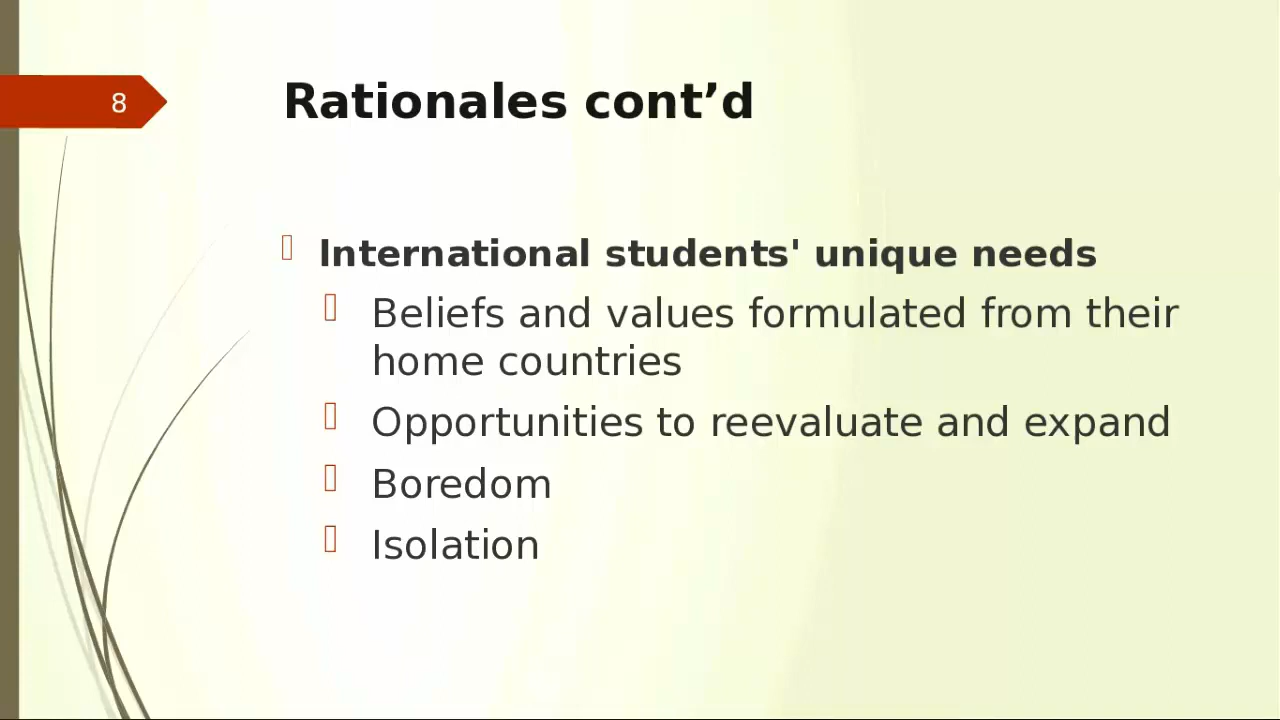 8
Rationales cont’d
International students' unique needs
Beliefs and values formulated from their
home countries
Opportunities to reevaluate and expand
Boredom
Isolation